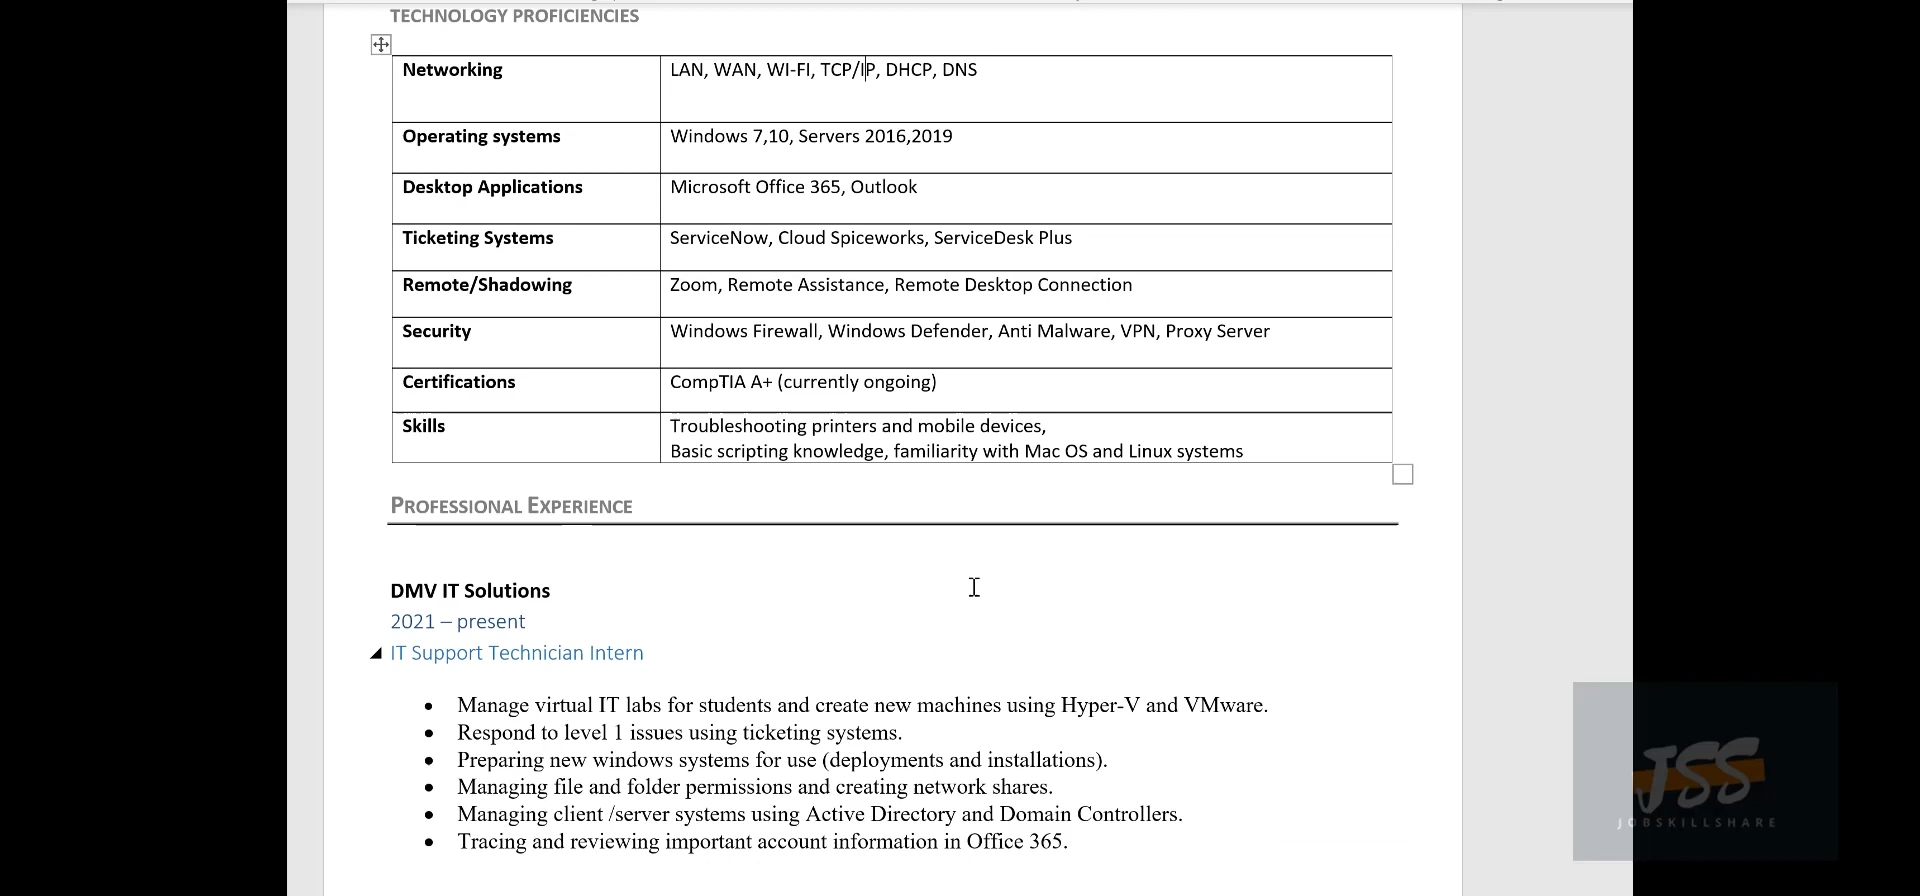 TECHNOLOGY PROFICIENCIES
Networking LAN, WAN, WI-FI, TCP/IP, DHCP, DNS
Operating systems Windows 7,10, Servers 2016,2019
Desktop Applications Microsoft Office 365, Outlook
Ticketing Systems ServiceNow, Cloud Spiceworks, ServiceDesk Plus
Remote/Shadowing Zoom, Remote Assistance, Remote Desktop Connection
Security Windows Firewall, Windows Defender, Anti Malware, VPN, Proxy Server
Certifications CompTIA A+ (currently ongoing)
Skills Troubleshooting printers and mobile devices,
Basic scripting knowledge, familiarity with Mac OS and Linux systems
PROFESSIONAL EXPERIENCE
DMV IT Solutions
2021 – present
IT Support Technician Intern
• Manage virtual IT labs for students and create new machines using Hyper-V and VMware.
• Respond to level 1 issues using ticketing systems.
• Preparing new windows systems for use (deployments and installations).
• Managing file and folder permissions and creating network shares.
• Managing client /server systems using Active Directory and Domain Controllers.
• Tracing and reviewing important account information in Office 365.
JSS
JOBSKILLSHARE